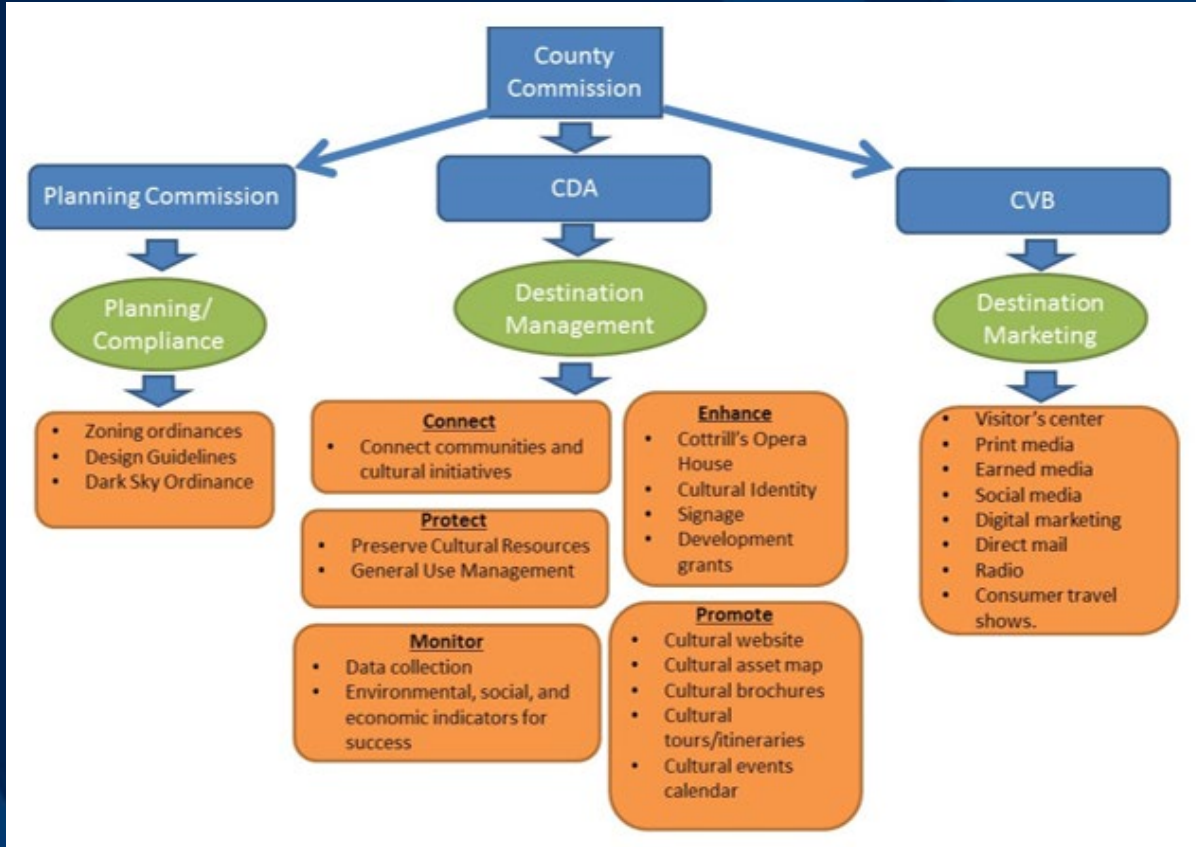 County
Commission
Planning Commission
CDA
CVB
Planning/
Compliance
Destination
Management
Destination
Marketing
• Zoning ordinances
• Design Guidelines
• Dark Sky Ordinance
Connect
• Connect communities and
cultural initiatives
Protect
• Preserve Cultural Resources
• General Use Management
Monitor
• Data collection
• Environmental, social, and
economic indicators for
success
Enhance
• Cottrill's Opera
House
• Cultural Identity
• Signage
• Development
grants
Promote
• Cultural website
• Cultural asset map
• Cultural brochures
• Cultural
tours/itineraries
• Cultural events
calendar
• Visitor's center
• Print media
• Earned media
• Social media
• Digital marketing
• Direct mail
• Radio
• Consumer travel
shows.